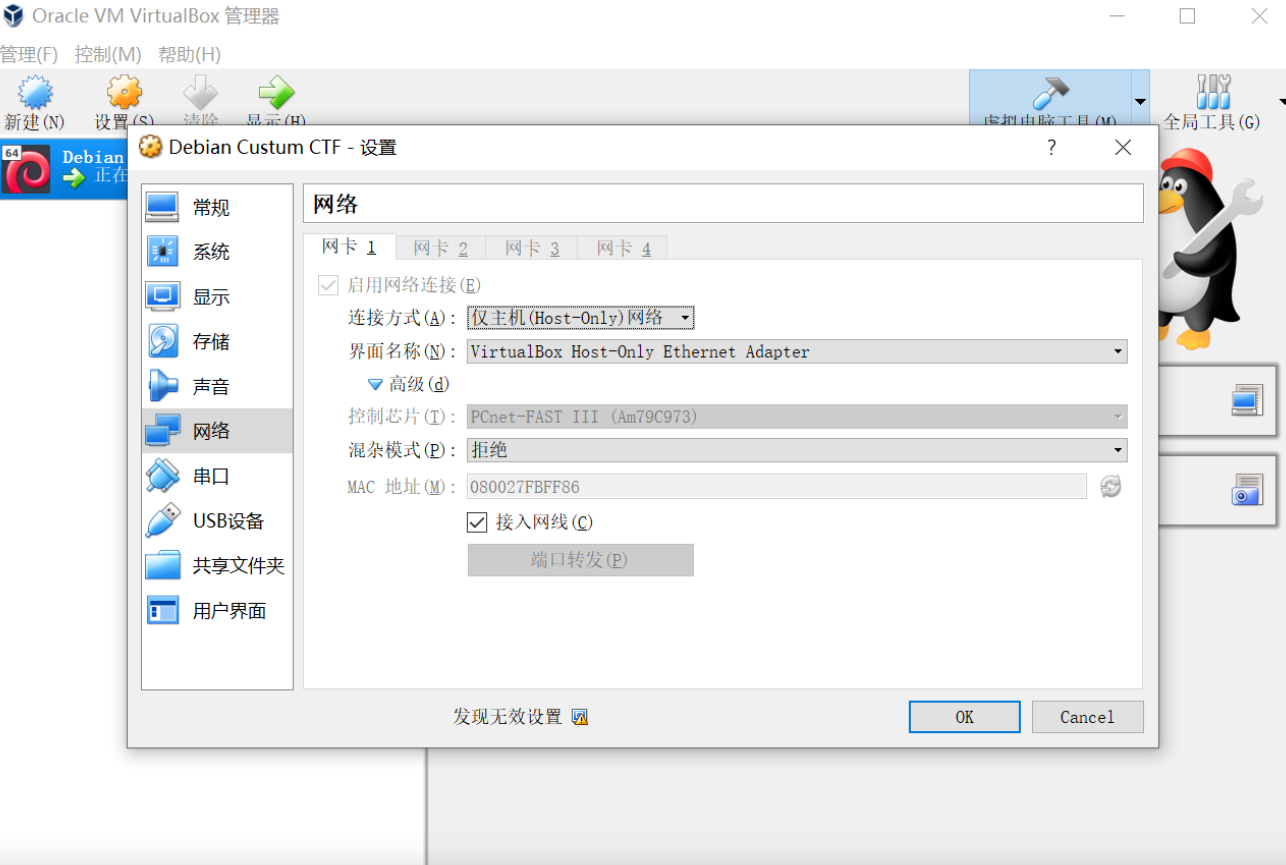 Oracle VM VirtualBox 管理器
管理(F) 控制(M) 帮助(H)
新建(N) 设置(S) 清除 显示(H) 虚拟电脑工具(M) 全局工具(G)
64
Debian
正在
Debian Custum CTF - 设置 ?
常规
系统
显示
存储
声音
网络
串口
USB设备
共享文件夹
用户界面
网络
网卡 1 网卡 2 网卡 3 网卡 4
启用网络连接(E)
连接方式(A): 仅主机(Host-Only)网络
界面名称(N): VirtualBox Host-Only Ethernet Adapter
高级(d)
控制芯片(T): PCnet-FAST III (Am79C973)
混杂模式(P): 拒绝
MAC 地址(M): 080027FBFF86
接入网线(C)
端口转发(P)
发现无效设置 OK Cancel